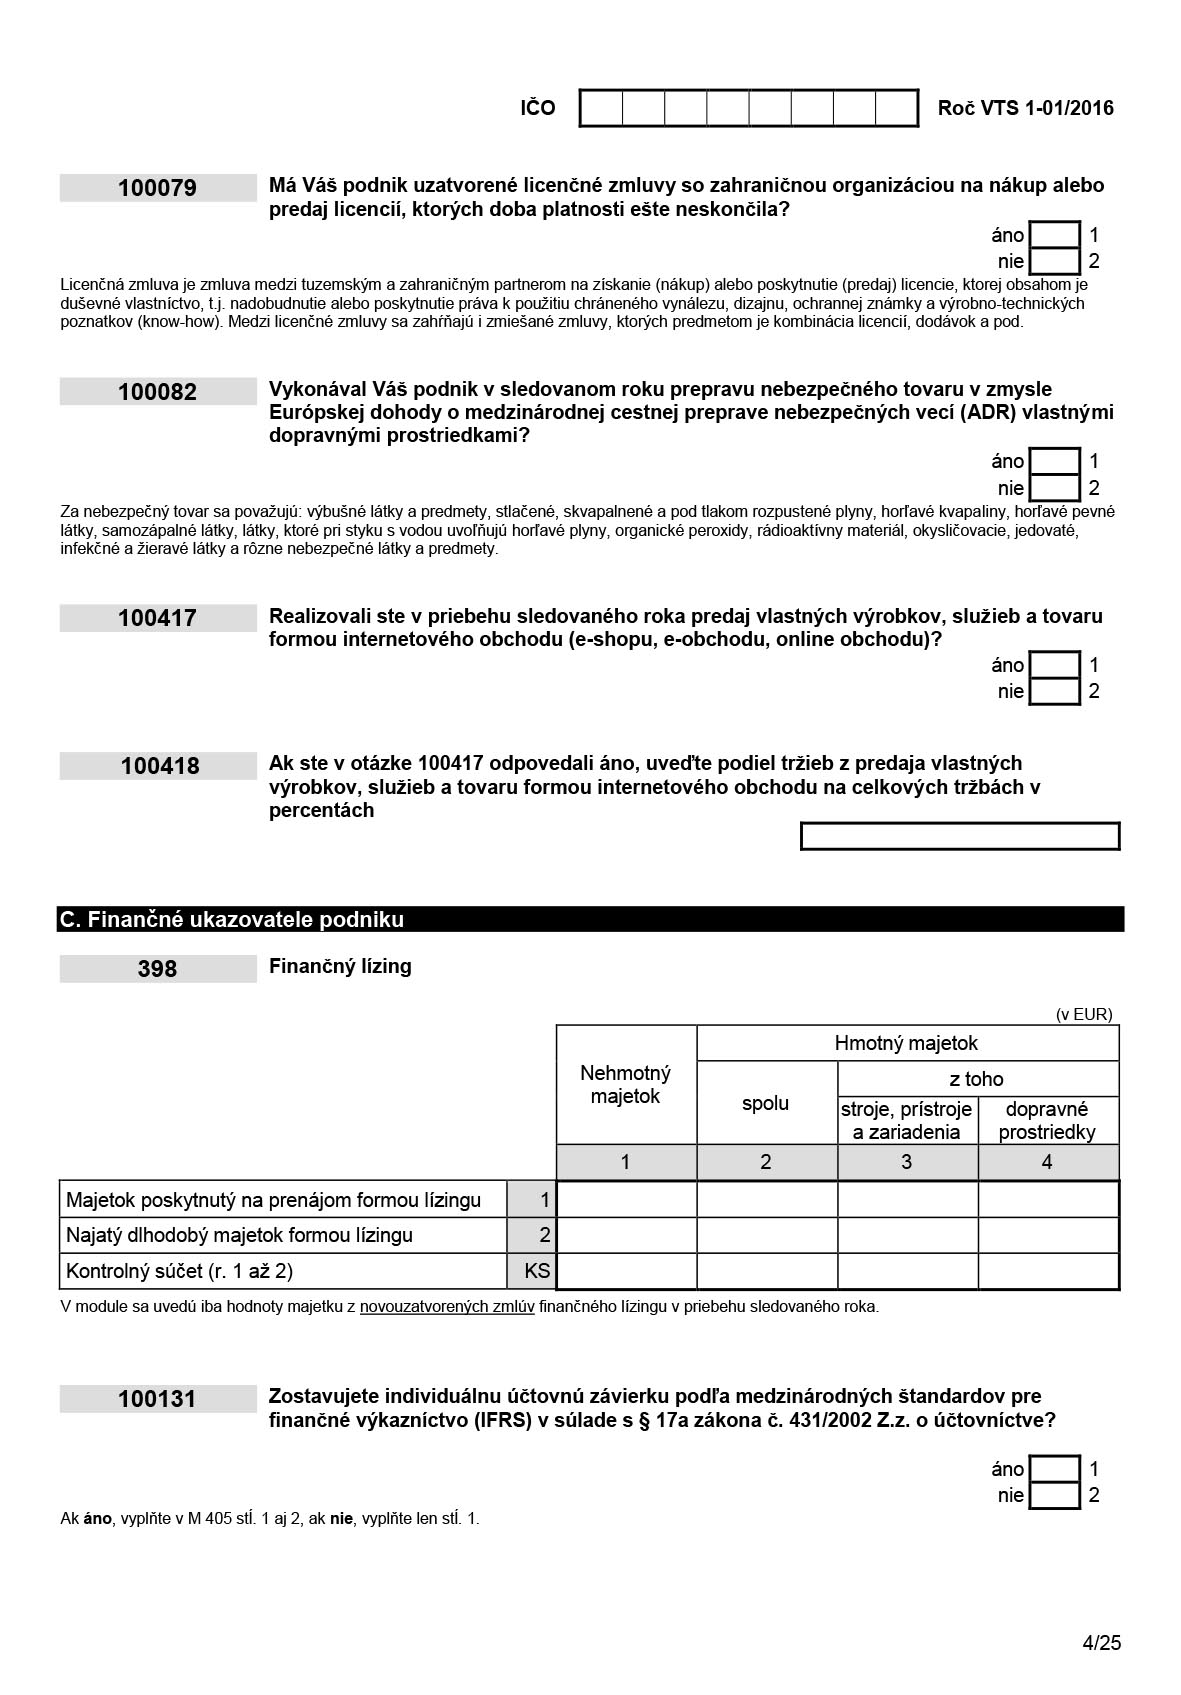 IČO Roč VTS 1-01/2016
100079 Má Váš podnik uzatvorené licenčné zmluvy so zahraničnou organizáciou na nákup alebo
predaj licencií, ktorých doba platnosti ešte neskončila?
áno 1
nie 2
Licenčná zmluva je zmluva medzi tuzemským a zahraničným partnerom na získanie (nákup) alebo poskytnutie (predaj) licencie, ktorej obsahom je
duševné vlastníctvo, t.j. nadobudnutie alebo poskytnutie práva k použitiu chráneného vynálezu, dizajnu, ochrannej známky a výrobno-technických
poznatkov (know-how). Medzi licenčné zmluvy sa zahŕňajú i zmiešané zmluvy, ktorých predmetom je kombinácia licencií, dodávok a pod.
100082 Vykonával Váš podnik v sledovanom roku prepravu nebezpečného tovaru v zmysle
Európskej dohody o medzinárodnej cestnej preprave nebezpečných vecí (ADR) vlastnými
dopravnými prostriedkami?
áno 1
nie 2
Za nebezpečný tovar sa považujú: výbušné látky a predmety, stlačené, skvapalnené a pod tlakom rozpustené plyny, horľavé kvapaliny, horľavé pevné
látky, samozápalné látky, látky, ktoré pri styku s vodou uvoľňujú horľavé plyny, organické peroxidy, rádioaktívny materiál, okysličovacie, jedovaté,
infekčné a žieravé látky a rôzne nebezpečné látky a predmety.
100417 Realizovali ste v priebehu sledovaného roka predaj vlastných výrobkov, služieb a tovaru
formou internetového obchodu (e-shopu, e-obchodu, online obchodu)?
áno 1
nie 2
100418 Ak ste v otázke 100417 odpovedali áno, uveďte podiel tržieb z predaja vlastných
výrobkov, služieb a tovaru formou internetového obchodu na celkových tržbách v
percentách
C. Finančné ukazovatele podniku
398 Finančný lízing
(v EUR)
Hmotný majetok
Nehmotný
majetok
spolu
z toho
stroje, prístroje
a zariadenia
dopravné
prostriedky
1 2 3 4
Majetok poskytnutý na prenájom formou lízingu 1
Najatý dlhodobý majetok formou lízingu 2
Kontrolný súčet (r. 1 až 2) KS
V module sa uvedú iba hodnoty majetku z novouzatvorených zmlúv finančného lízingu v priebehu sledovaného roka.
100131 Zostavujete individuálnu účtovnú závierku podľa medzinárodných štandardov pre
finančné výkazníctvo (IFRS) v súlade s § 17a zákona č. 431/2002 Z.z. o účtovníctve?
áno 1
nie 2
Ak áno, vyplňte v M 405 stĺ. 1 aj 2, ak nie, vyplňte len stĺ. 1.
4/25